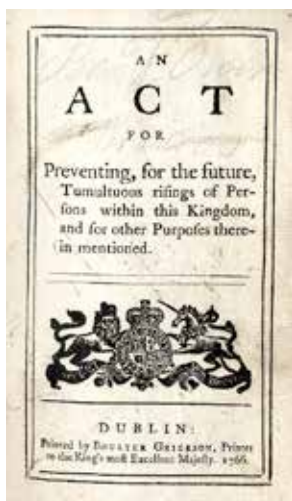 AN
ACT
FOR
Preventing, for the future,
Tumultuous risings of Per-
sons within this Kingdom,
and for other Purposes there-
in mentioned.
DUBLIN:
Printed by BOULTER GRIERSON, Printer
to the King's most Excellent Majesty. 1766.